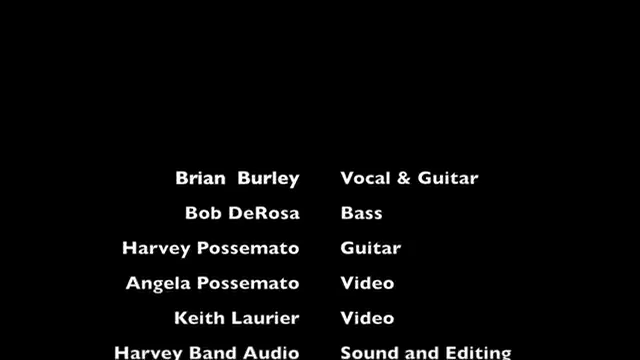 Brian Burley Vocal & Guitar
Bob DeRosa Bass
Harvey Possemato Guitar
Angela Possemato Video
Keith Laurier Video
Harvey Band Audio Sound and Editing